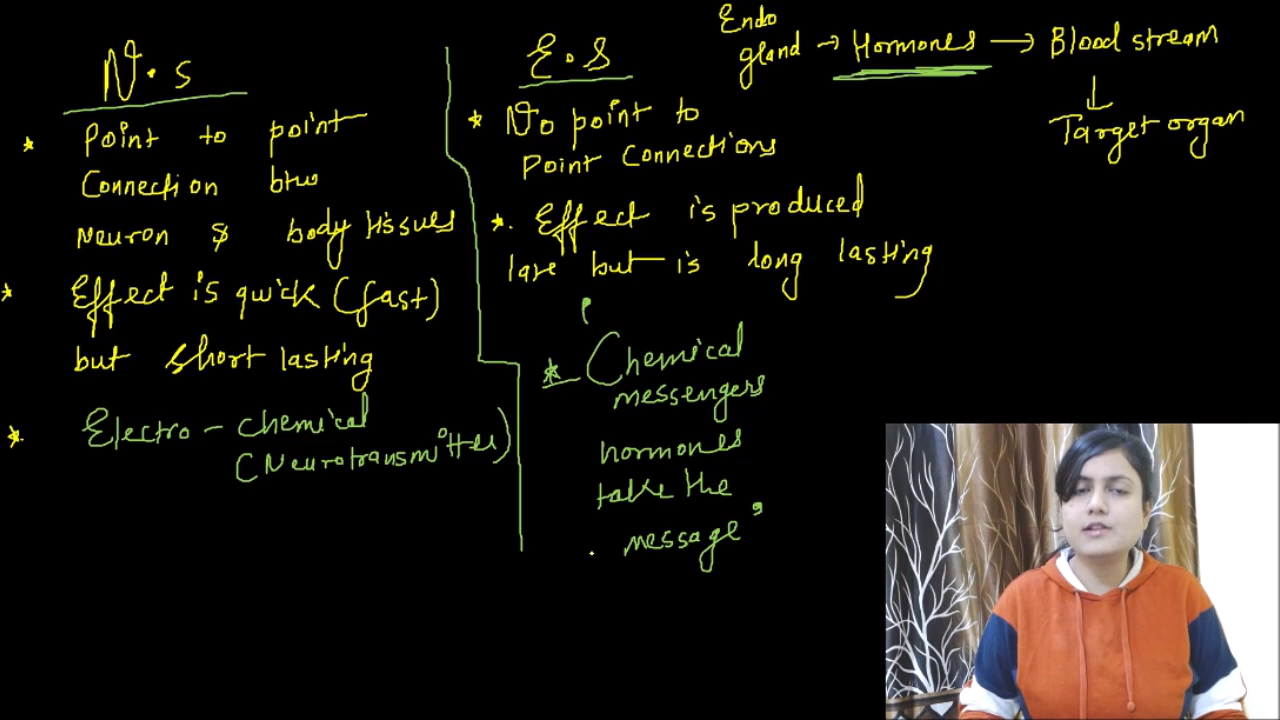 N.S
* Point to point
Connection btw
Neuron & body tissues
* Effect is quick (fast)
but short lasting
* Electro - chemical
(Neurotransmitter)
E.S
* No point to
Point Connections
*. Effect is produced
late but is long lasting
* Chemical
messengers
hormones
take the
message"
Endo
gland → Hormones → Blood stream
↓
Target organ